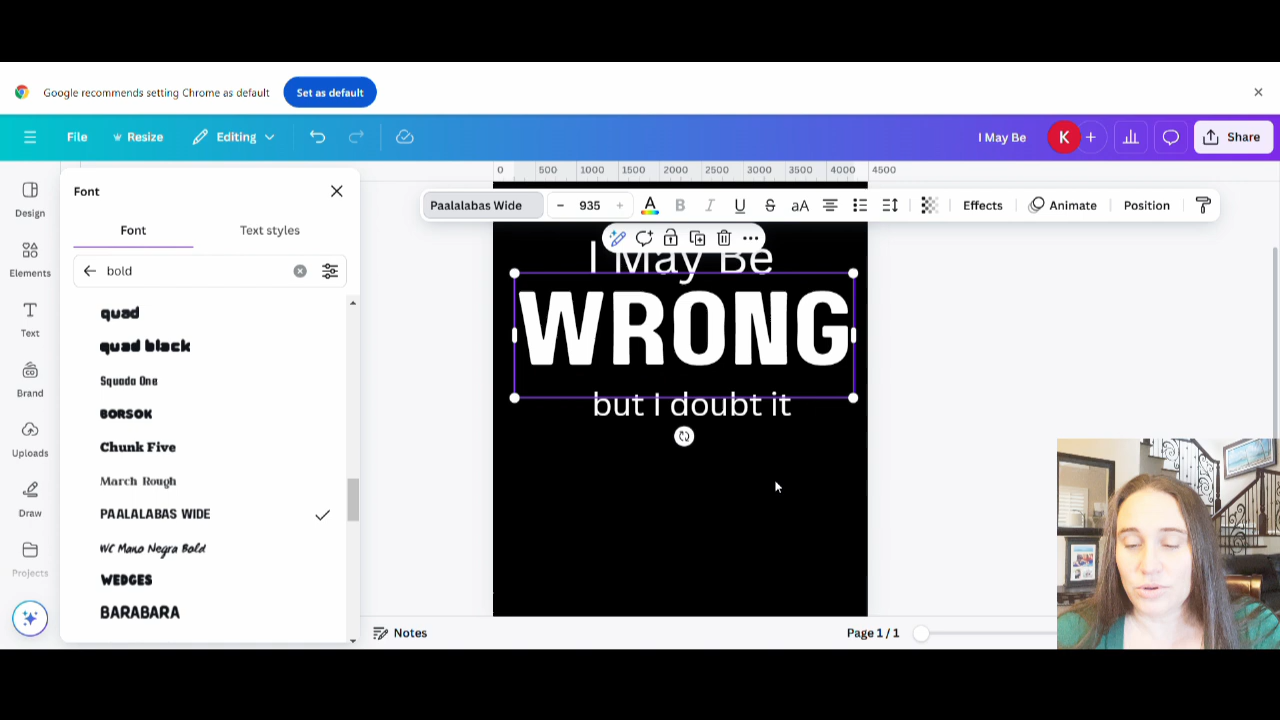 Google recommends setting Chrome as default Set as default
File Resize Editing I May Be K Share
0 500 1000 1500 2000 2500 3000 3500 4000 4500
Design
Elements
Text
Brand
Uploads
Draw
Projects
Font
Font Text styles
bold
quad
quad black
Squada One
BORSOK
Chunk Five
March Rough
PAALALABAS WIDE
WC Mano Negra Bold
WEDGES
BARABARA
Paalalabas Wide – 935 + A B I U S aA Effects Animate Position
I May Be
WRONG
but I doubt it
Notes
Page 1 / 1